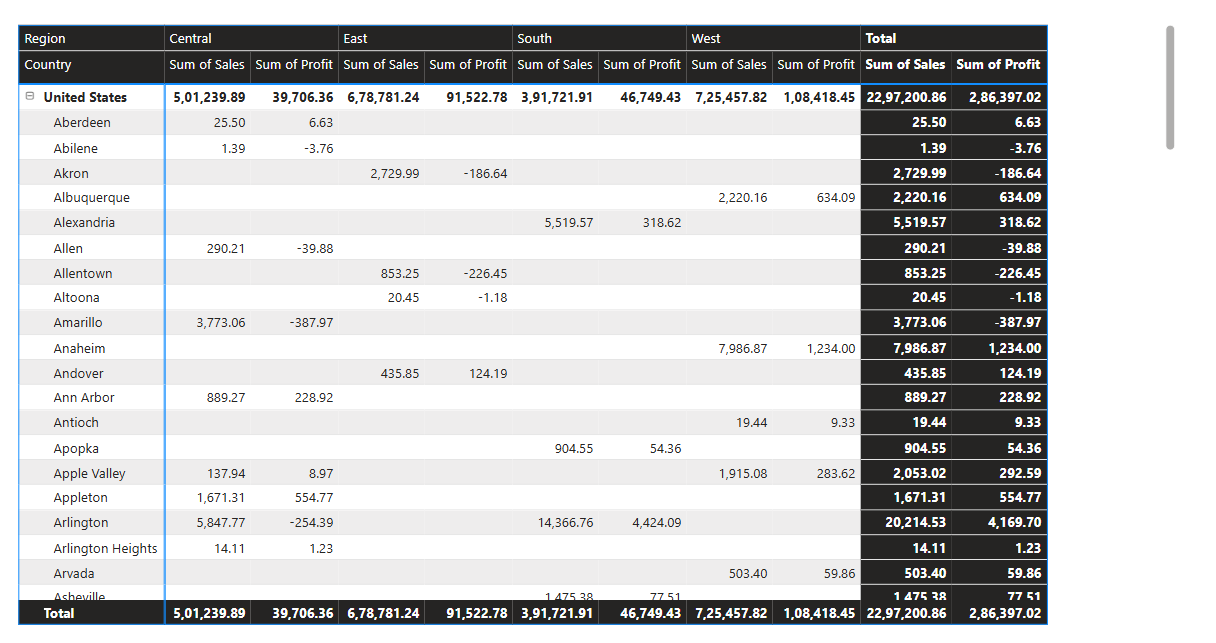 Region Central East South West Total
Country Sum of Sales Sum of Profit Sum of Sales Sum of Profit Sum of Sales Sum of Profit Sum of Sales Sum of Profit Sum of Sales Sum of Profit
United States 5,01,239.89 39,706.36 6,78,781.24 91,522.78 3,91,721.91 46,749.43 7,25,457.82 1,08,418.45 22,97,200.86 2,86,397.02
Aberdeen 25.50 6.63 25.50 6.63
Abilene 1.39 -3.76 1.39 -3.76
Akron 2,729.99 -186.64 2,729.99 -186.64
Albuquerque 2,220.16 634.09 2,220.16 634.09
Alexandria 5,519.57 318.62 5,519.57 318.62
Allen 290.21 -39.88 290.21 -39.88
Allentown 853.25 -226.45 853.25 -226.45
Altoona 20.45 -1.18 20.45 -1.18
Amarillo 3,773.06 -387.97 3,773.06 -387.97
Anaheim 7,986.87 1,234.00 7,986.87 1,234.00
Andover 435.85 124.19 435.85 124.19
Ann Arbor 889.27 228.92 889.27 228.92
Antioch 19.44 9.33 19.44 9.33
Apopka 904.55 54.36 904.55 54.36
Apple Valley 137.94 8.97 1,915.08 283.62 2,053.02 292.59
Appleton 1,671.31 554.77 1,671.31 554.77
Arlington 5,847.77 -254.39 14,366.76 4,424.09 20,214.53 4,169.70
Arlington Heights 14.11 1.23 14.11 1.23
Arvada 503.40 59.86 503.40 59.86
Asheville 1,475.38 77.51 1,475.38 77.51
Total 5,01,239.89 39,706.36 6,78,781.24 91,522.78 3,91,721.91 46,749.43 7,25,457.82 1,08,418.45 22,97,200.86 2,86,397.02